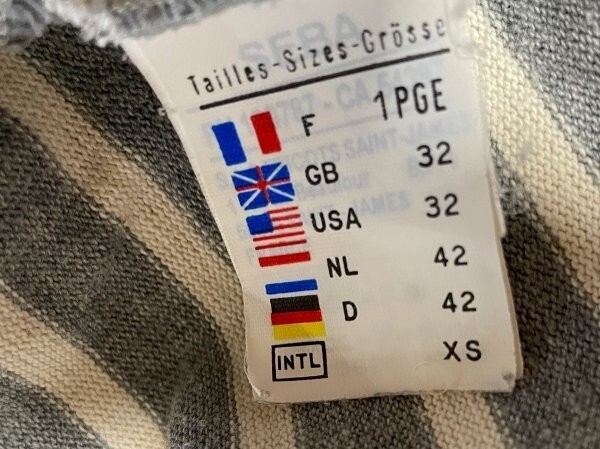 Tailles-Sizes-Grösse
F 1PGE
GB 32
USA 32
NL 42
D 42
INTL XS